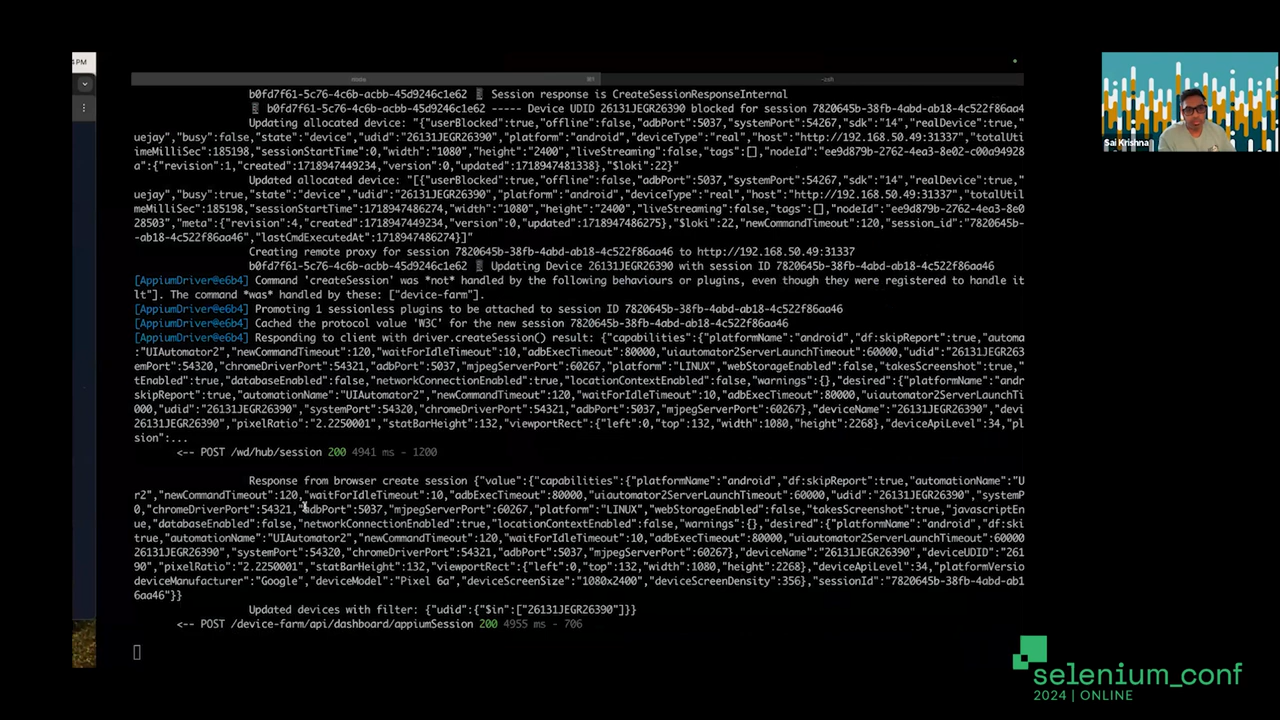 4 PM
~zsh
b0fd7f61-5c76-4c6b-acbb-45d9246c1e62 Session response is CreateSessionResponseInternal
b0fd7f61-5c76-4c6b-acbb-45d9246c1e62 ----- Device UDID 26131JEGR26390 blocked for session 7820645b-38fb-4abd-ab18-4c522f86aa4
Updating allocated device: "{"userBlocked":true,"offline":false,"adbPort":5037,"systemPort":54267,"sdk":"14","realDevice":true,"
uejay","busy":false,"state":"device","udid":"26131JEGR26390","platform":"android","deviceType":"real","host":"http://192.168.50.49:31337","totalUti
imeMilliSec":185198,"sessionStartTime":0,"width":"1080","height":"2400","liveStreaming":false,"tags":[],"nodeId":"ee9d879b-2762-4ea3-8e02-c00a94928
a":{"revision":1,"created":1718947449234,"version":0,"updated":1718947481338},"$loki":22}"
Updated allocated device: "[{"userBlocked":true,"offline":false,"adbPort":5037,"systemPort":54267,"sdk":"14","realDevice":true,"
uejay","busy":true,"state":"device","udid":"26131JEGR26390","platform":"android","deviceType":"real","host":"http://192.168.50.49:31337","totalUtil
meMilliSec":185198,"sessionStartTime":1718947486274,"width":"1080","height":"2400","liveStreaming":false,"tags":[],"nodeId":"ee9d879b-2762-4ea3-8e0
28503","meta":{"revision":4,"created":1718947449234,"version":0,"updated":1718947486275},"$loki":22,"newCommandTimeout":120,"session_id":"7820645b-
-ab18-4c522f86aa46","lastCmdExecutedAt":1718947486274}]"
Creating remote proxy for session 7820645b-38fb-4abd-ab18-4c522f86aa46 to http://192.168.50.49:31337
b0fd7f61-5c76-4c6b-acbb-45d9246c1e62 Updating Device 26131JEGR26390 with session ID 7820645b-38fb-4abd-ab18-4c522f86aa46
[AppiumDriver@e6b4] Command 'createSession' was *not* handled by the following behaviours or plugins, even though they were registered to handle it
lt"]. The command *was* handled by these: ["device-farm"].
[AppiumDriver@e6b4] Promoting 1 sessionless plugins to be attached to session ID 7820645b-38fb-4abd-ab18-4c522f86aa46
[AppiumDriver@e6b4] Cached the protocol value 'W3C' for the new session 7820645b-38fb-4abd-ab18-4c522f86aa46
[AppiumDriver@e6b4] Responding to client with driver.createSession() result: {"capabilities":{"platformName":"android","df:skipReport":true,"automa
:"UIAutomator2","newCommandTimeout":120,"waitForIdleTimeout":10,"adbExecTimeout":80000,"uiautomator2ServerLaunchTimeout":60000,"udid":"26131JEGR263
emPort":54320,"chromeDriverPort":54321,"adbPort":5037,"mjpegServerPort":60267,"platform":"LINUX","webStorageEnabled":false,"takesScreenshot":true,"
tEnabled":true,"databaseEnabled":false,"networkConnectionEnabled":true,"locationContextEnabled":false,"warnings":{},"desired":{"platformName":"andr
skipReport":true,"automationName":"UIAutomator2","newCommandTimeout":120,"waitForIdleTimeout":10,"adbExecTimeout":80000,"uiautomator2ServerLaunchTi
000,"udid":"26131JEGR26390","systemPort":54320,"chromeDriverPort":54321,"adbPort":5037,"mjpegServerPort":60267},"deviceName":"26131JEGR26390","devi
26131JEGR26390","pixelRatio":"2.2250001","statBarHeight":132,"viewportRect":{"left":0,"top":132,"width":1080,"height":2268},"deviceApiLevel":34,"pl
sion":...
<-- POST /wd/hub/session 200 4941 ms - 1200
Response from browser create session {"value":{"capabilities":{"platformName":"android","df:skipReport":true,"automationName":"U
r2","newCommandTimeout":120,"waitForIdleTimeout":10,"adbExecTimeout":80000,"uiautomator2ServerLaunchTimeout":60000,"udid":"26131JEGR26390","systemP
0,"chromeDriverPort":54321,"adbPort":5037,"mjpegServerPort":60267,"platform":"LINUX","webStorageEnabled":false,"takesScreenshot":true,"javascriptEn
ue,"databaseEnabled":false,"networkConnectionEnabled":true,"locationContextEnabled":false,"warnings":{},"desired":{"platformName":"android","df:ski
true,"automationName":"UIAutomator2","newCommandTimeout":120,"waitForIdleTimeout":10,"adbExecTimeout":80000,"uiautomator2ServerLaunchTimeout":60000
26131JEGR26390","systemPort":54320,"chromeDriverPort":54321,"adbPort":5037,"mjpegServerPort":60267},"deviceName":"26131JEGR26390","deviceUDID":"261
90","pixelRatio":"2.2250001","statBarHeight":132,"viewportRect":{"left":0,"top":132,"width":1080,"height":2268},"deviceApiLevel":34,"platformVersio
deviceManufacturer":"Google","deviceModel":"Pixel 6a","deviceScreenSize":"1080x2400","deviceScreenDensity":356},"sessionId":"7820645b-38fb-4abd-ab1
6aa46"}}
Updated devices with filter: {"udid":{"$in":["26131JEGR26390"]}}
<-- POST /device-farm/api/dashboard/appiumSession 200 4955 ms - 706
Sai Krishna
selenium_conf
2024 | ONLINE